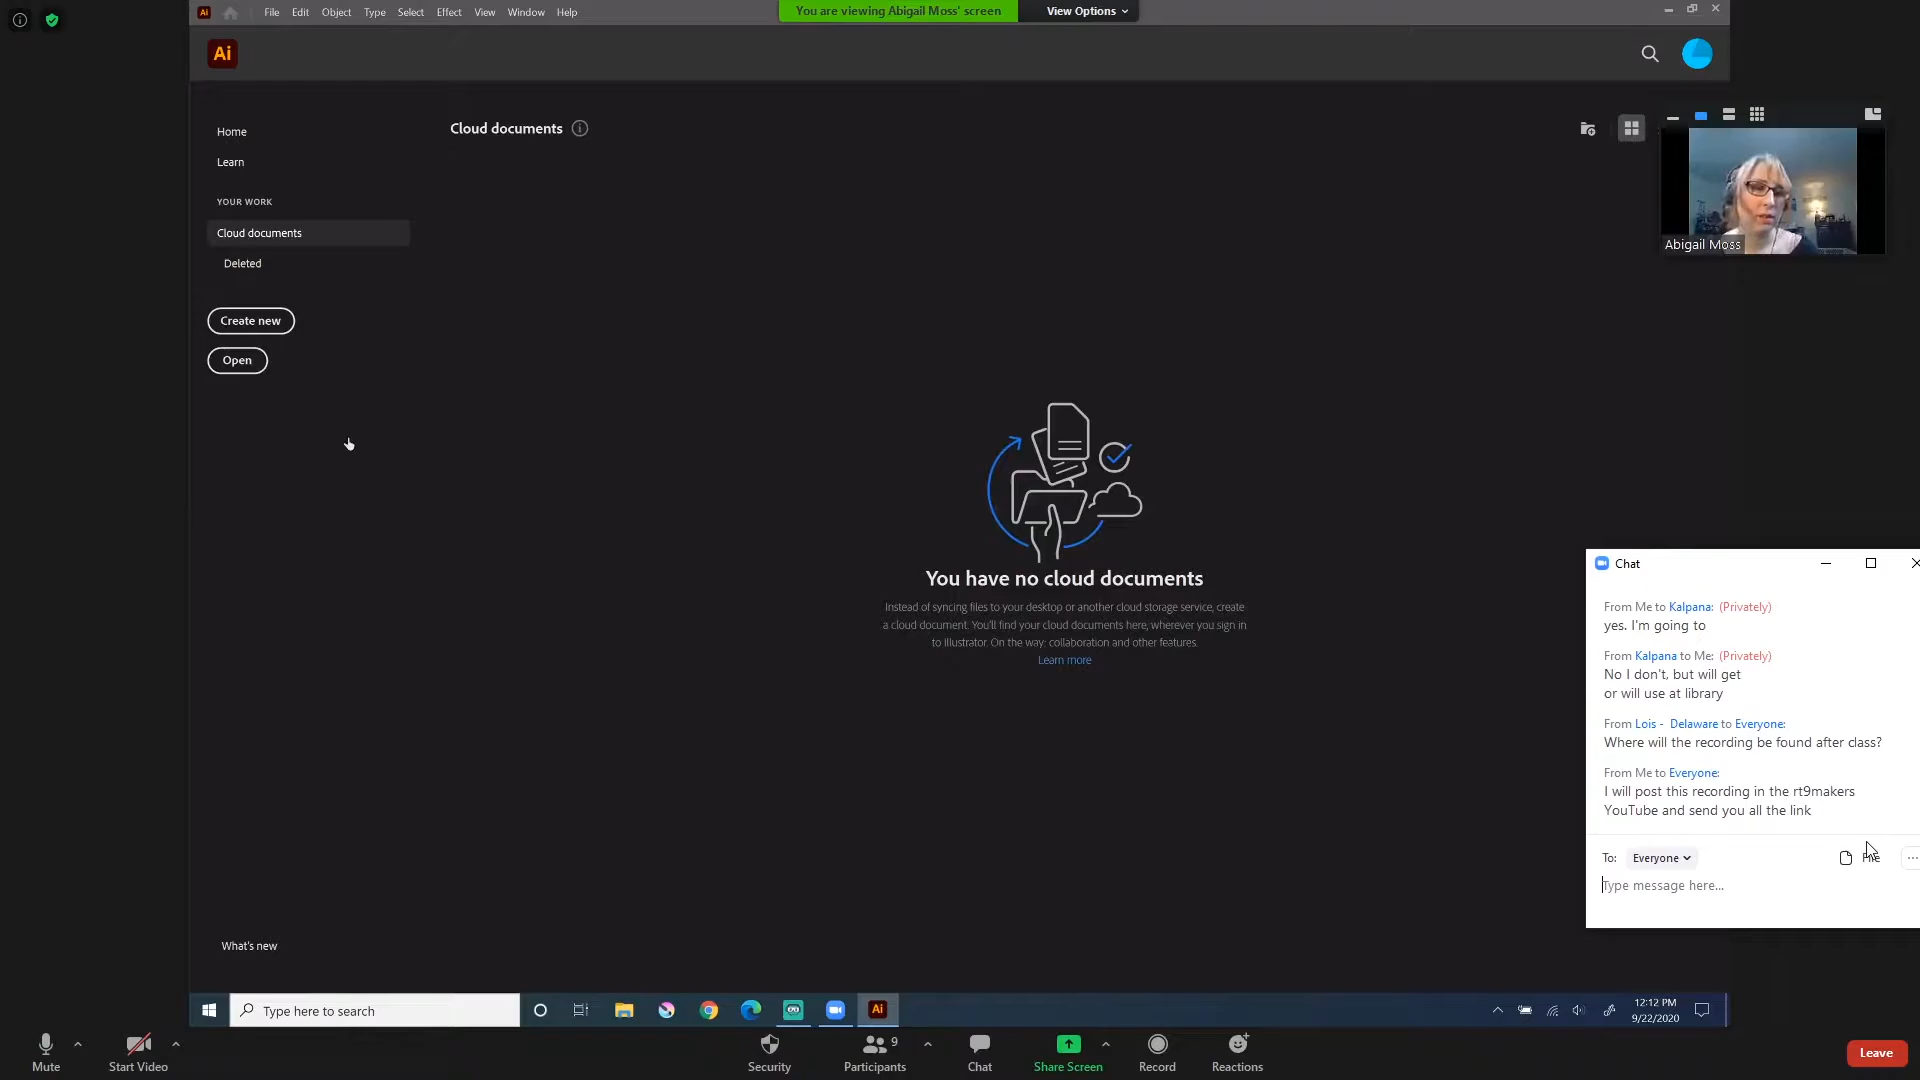 Ai
File Edit Object Type Select Effect View Window Help
You are viewing Abigail Moss' screen
View Options
Ai
Home
Learn
YOUR WORK
Cloud documents
Deleted
Create new
Open
Cloud documents
Abigail Moss
You have no cloud documents
Instead of syncing files to your desktop or another cloud storage service, create
a cloud document. You'll find your cloud documents here, wherever you sign in
to Illustrator. On the way: collaboration and other features.
Learn more
Chat
From Me to Kalpana: (Privately)
yes. I'm going to
From Kalpana to Me: (Privately)
No I don't, but will get
or will use at library
From Lois - Delaware to Everyone:
Where will the recording be found after class?
From Me to Everyone:
I will post this recording in the rt9makers
YouTube and send you all the link
To: Everyone
Type message here...
What's new
Type here to search
Ai
12:12 PM
9/22/2020
Mute
Start Video
Security
Participants 9
Chat
Share Screen
Record
Reactions
Leave